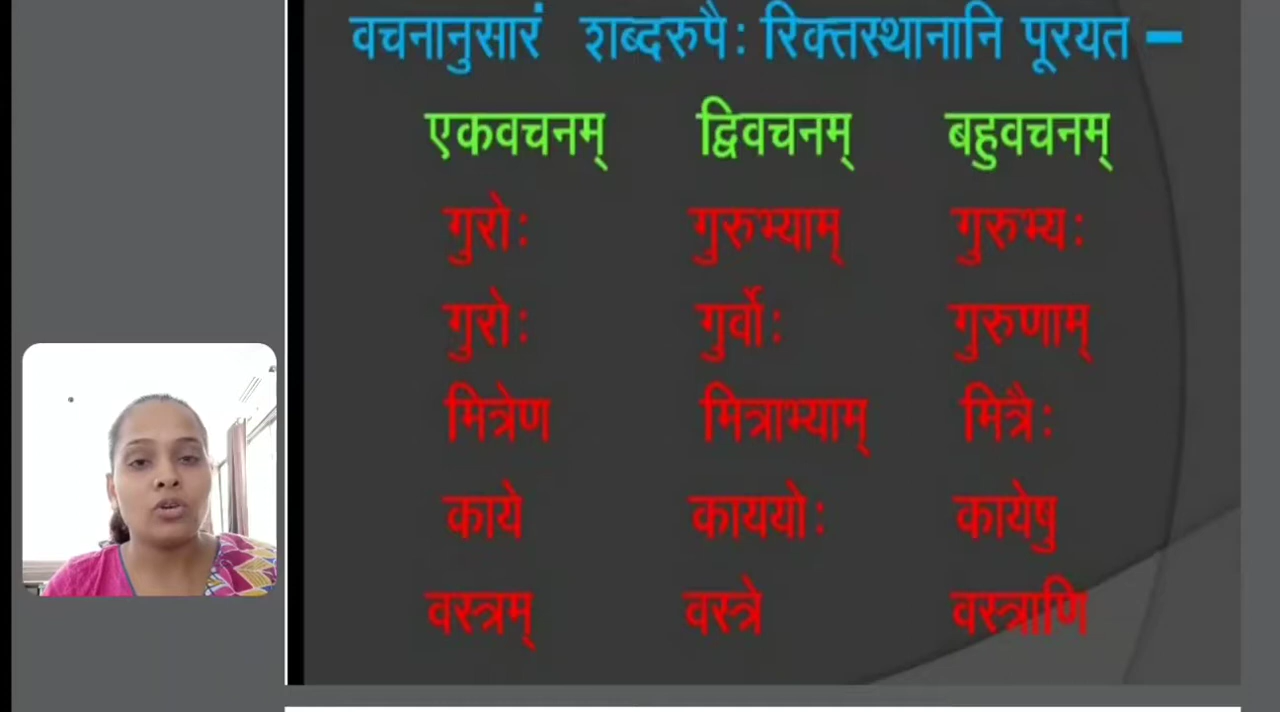 वचनानुसारं शब्दरुपैः रिक्तस्थानानि पूरयत –
एकवचनम् द्विवचनम् बहुवचनम्
गुरोः गुरुभ्याम् गुरुभ्यः
गुरोः गुर्वोः गुरुणाम्
मित्रेण मित्राभ्याम् मित्रैः
काये काययोः कायेषु
वस्त्रम् वस्त्रे वस्त्राणि